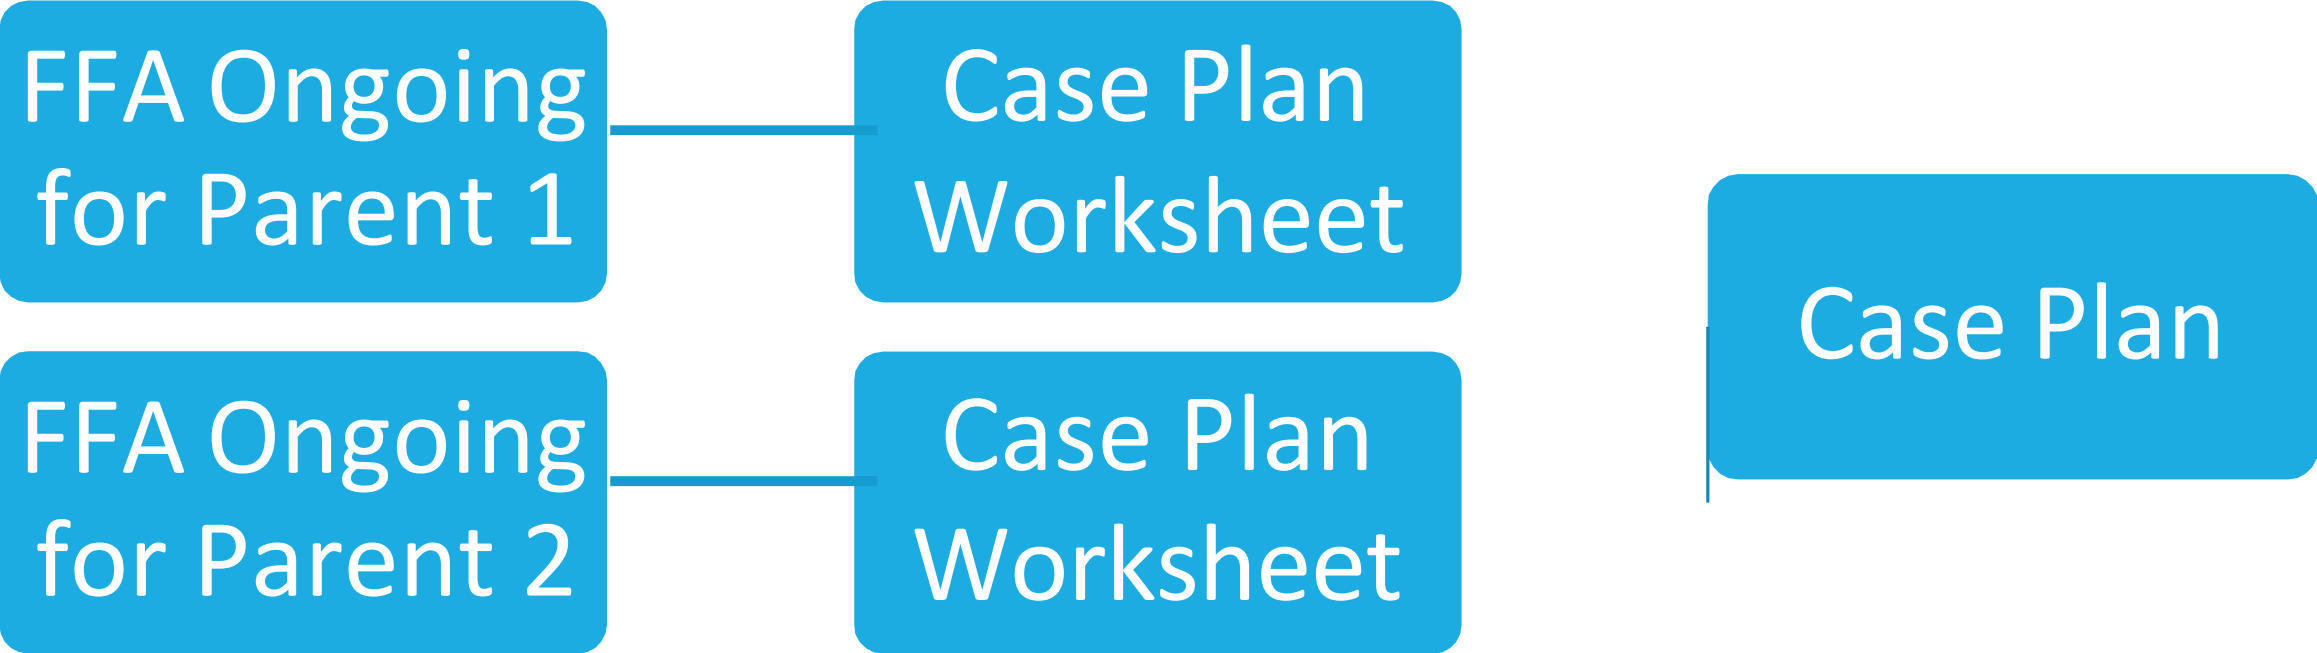 FFA Ongoing
for Parent 1
Case Plan
Worksheet
FFA Ongoing
for Parent 2
Case Plan
Worksheet
Case Plan